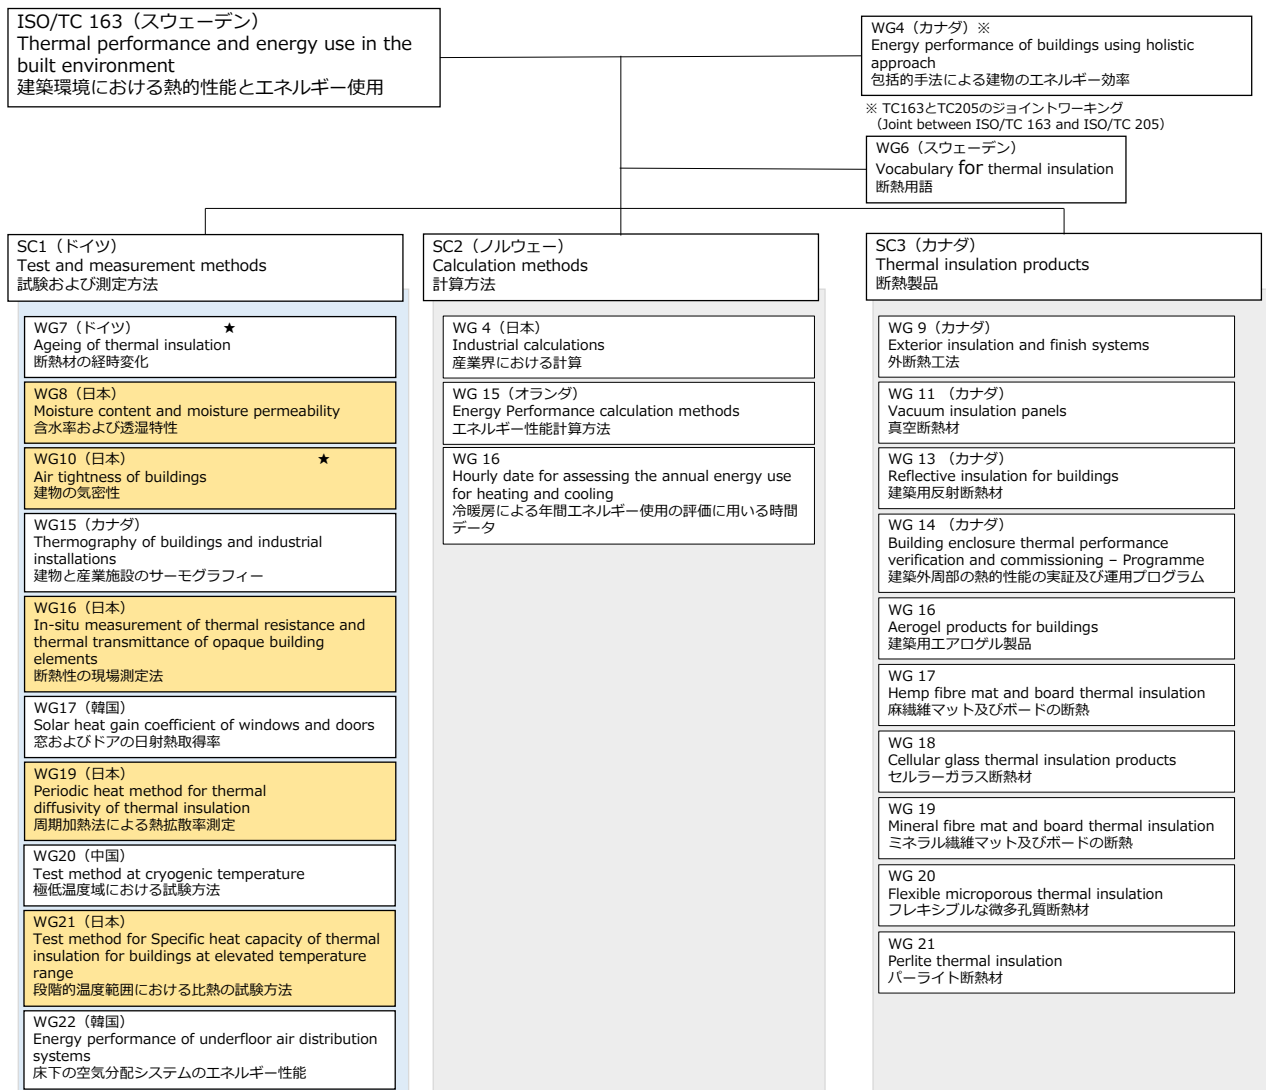 ISO/TC 163（スウェーデン）
Thermal performance and energy use in the
built environment
建築環境における熱的性能とエネルギー使用
WG4（カナダ）※
Energy performance of buildings using holistic
approach
包括的手法による建物のエネルギー効率
※ TC163とTC205のジョイントワーキング
（Joint between ISO/TC 163 and ISO/TC 205）
WG6（スウェーデン）
Vocabulary for thermal insulation
断熱用語
SC1（ドイツ）
Test and measurement methods
試験および測定方法
WG7（ドイツ） ★
Ageing of thermal insulation
断熱材の経時変化
WG8（日本）
Moisture content and moisture permeability
含水率および透湿特性
WG10（日本） ★
Air tightness of buildings
建物の気密性
WG15（カナダ）
Thermography of buildings and industrial
installations
建物と産業施設のサーモグラフィー
WG16（日本）
In-situ measurement of thermal resistance and
thermal transmittance of opaque building
elements
断熱性の現場測定法
WG17（韓国）
Solar heat gain coefficient of windows and doors
窓およびドアの日射熱取得率
WG19（日本）
Periodic heat method for thermal
diffusivity of thermal insulation
周期加熱法による熱拡散率測定
WG20（中国）
Test method at cryogenic temperature
極低温度域における試験方法
WG21（日本）
Test method for Specific heat capacity of thermal
insulation for buildings at elevated temperature
range
段階的温度範囲における比熱の試験方法
WG22（韓国）
Energy performance of underfloor air distribution
systems
床下の空気分配システムのエネルギー性能
SC2（ノルウェー）
Calculation methods
計算方法
WG 4（日本）
Industrial calculations
産業界における計算
WG 15（オランダ）
Energy Performance calculation methods
エネルギー性能計算方法
WG 16
Hourly date for assessing the annual energy use
for heating and cooling
冷暖房による年間エネルギー使用の評価に用いる時間
データ
SC3（カナダ）
Thermal insulation products
断熱製品
WG 9（カナダ）
Exterior insulation and finish systems
外断熱工法
WG 11（カナダ）
Vacuum insulation panels
真空断熱材
WG 13（カナダ）
Reflective insulation for buildings
建築用反射断熱材
WG 14 （カナダ）
Building enclosure thermal performance
verification and commissioning – Programme
建築外周部の熱的性能の実証及び運用プログラム
WG 16
Aerogel products for buildings
建築用エアロゲル製品
WG 17
Hemp fibre mat and board thermal insulation
麻繊維マット及びボードの断熱
WG 18
Cellular glass thermal insulation products
セルラーガラス断熱材
WG 19
Mineral fibre mat and board thermal insulation
ミネラル繊維マット及びボードの断熱
WG 20
Flexible microporous thermal insulation
フレキシブルな微多孔質断熱材
WG 21
Perlite thermal insulation
パーライト断熱材